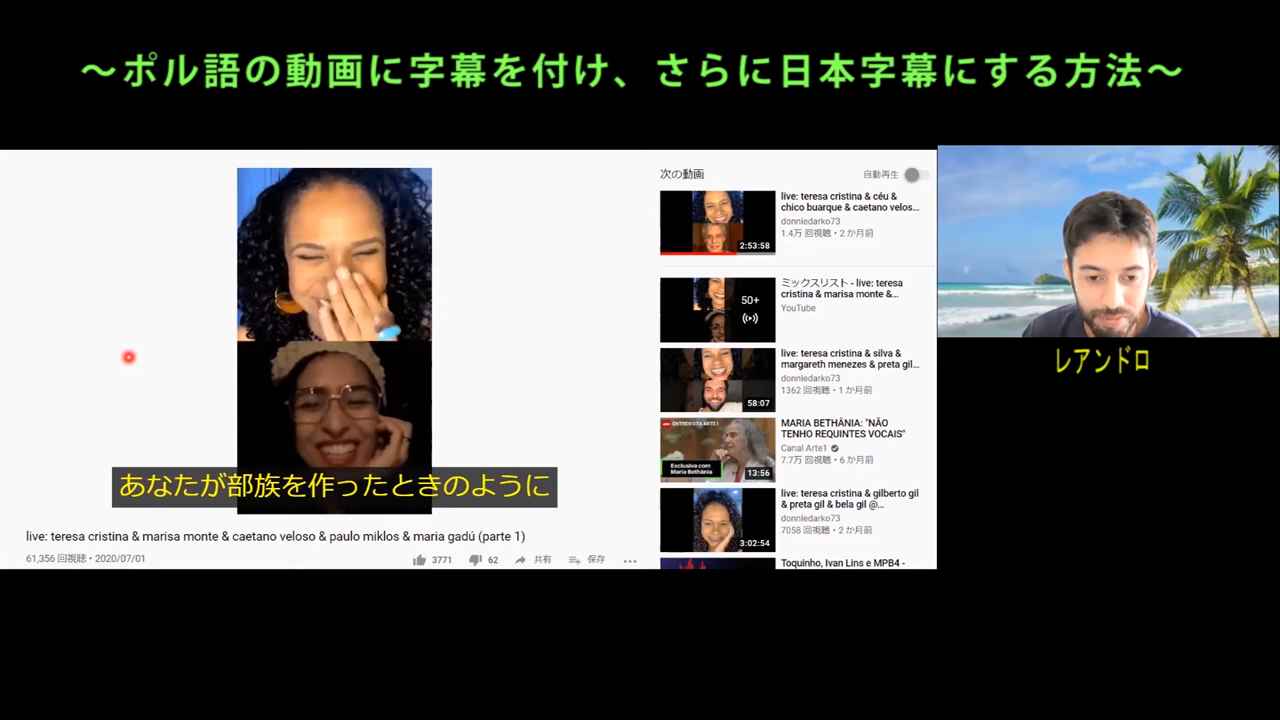 ～ポル語の動画に字幕を付け、さらに日本字幕にする方法～
あなたが部族を作ったときのように
live: teresa cristina & marisa monte & caetano veloso & paulo miklos & maria gadú (parte 1)
61,356 回視聴・2020/07/01
3771
62
共有
保存
次の動画
自動再生
live: teresa cristina & céu &
chico buarque & caetano velos...
donniedarko73
1.4万 回視聴・2 か月前
2:53:58
ミックスリスト - live: teresa
cristina & marisa monte &...
YouTube
50+
live: teresa cristina & silva &
margareth menezes & preta gil...
donniedarko73
1362 回視聴・1 か月前
58:07
MARIA BETHÂNIA: "NÃO
TENHO REQUINTES VOCAIS"
Canal Arte1
7.7万 回視聴・6 か月前
ENTREVISTA ARTE1
Exclusiva com
Maria Bethânia
13:56
live: teresa cristina & gilberto gil
& preta gil & bela gil @...
donniedarko73
7058 回視聴・2 か月前
3:02:54
Toquinho, Ivan Lins e MPB4 -
レアンドロ